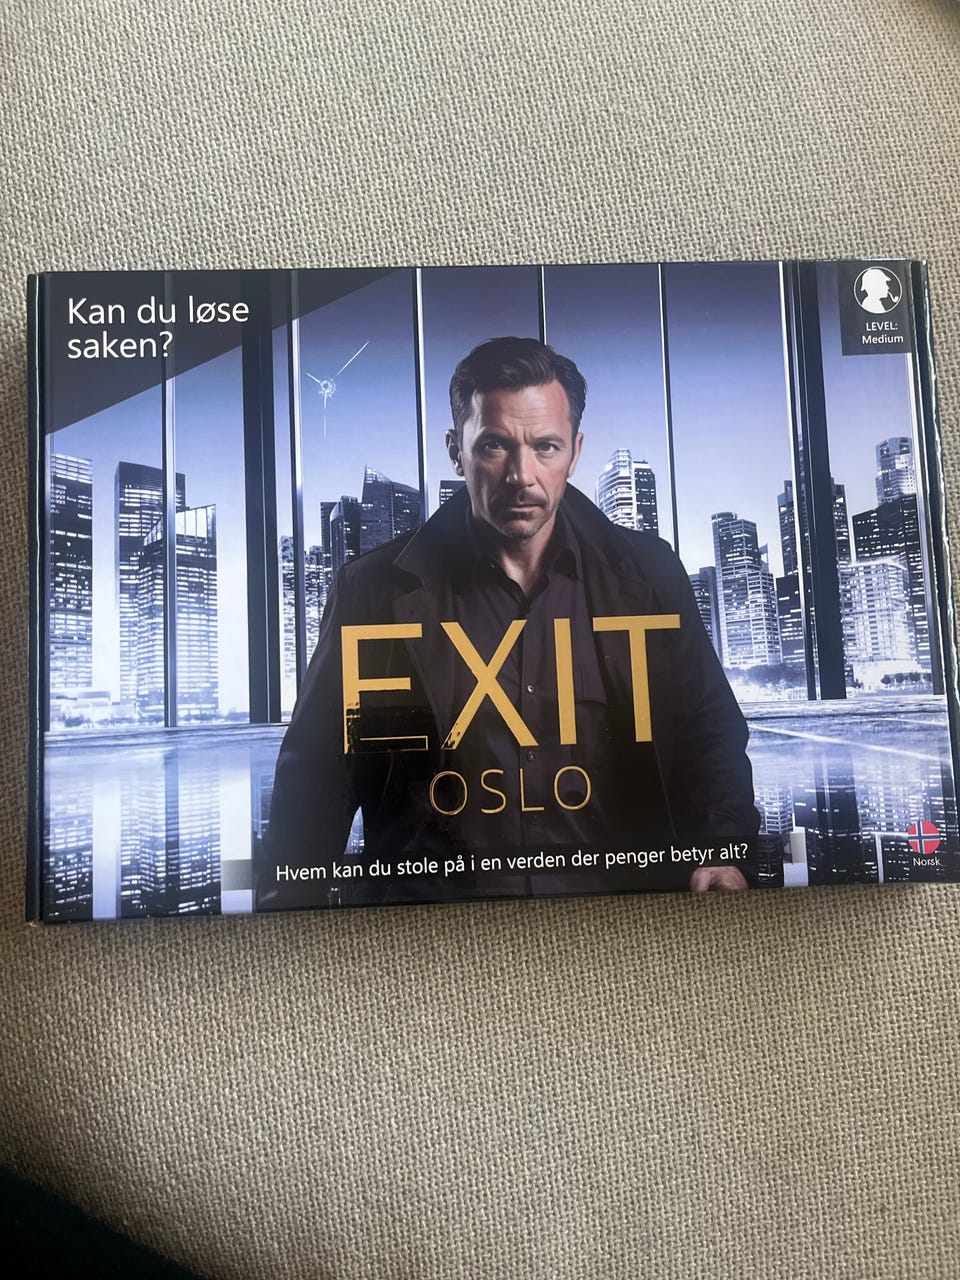 Kan du løse
saken?
LEVEL:
Medium
EXIT
OSLO
Hvem kan du stole på i en verden der penger betyr alt?
Norsk